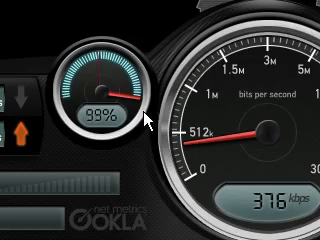 3M
1.5M
5M
1M
bits per second
512k
99%
0
30
376 kbps
net metrics
OOKLA